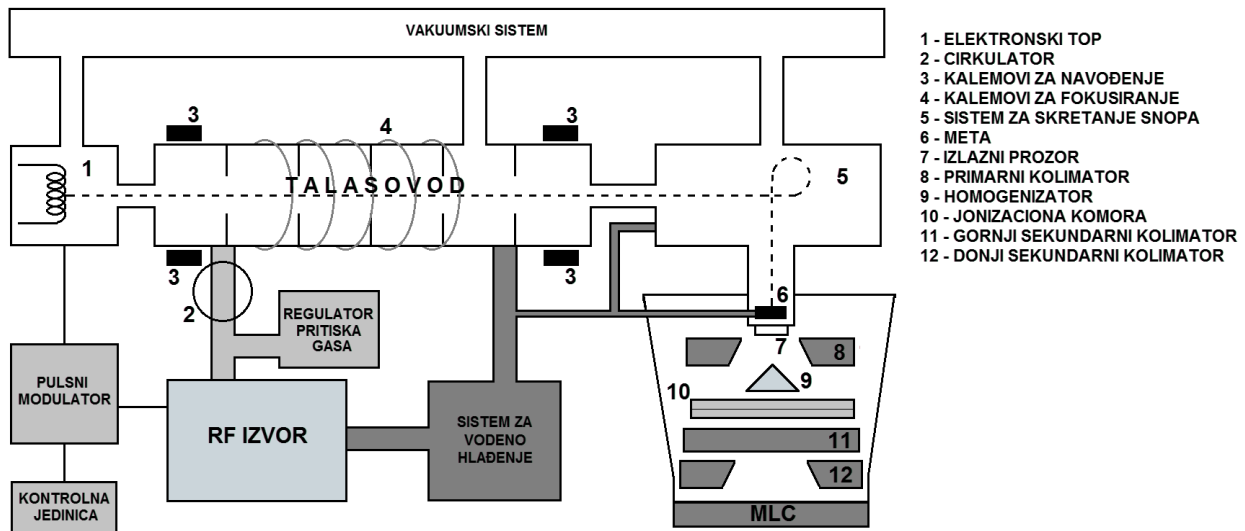 VAKUUMSKI SISTEM
1 - ELEKTRONSKI TOP
2 - CIRKULATOR
3 - KALEMOVI ZA NAVOĐENJE
4 - KALEMOVI ZA FOKUSIRANJE
5 - SISTEM ZA SKRETANJE SNOPA
6 - META
7 - IZLAZNI PROZOR
8 - PRIMARNI KOLIMATOR
9 - HOMOGENIZATOR
10 - JONIZACIONA KOMORA
11 - GORNJI SEKUNDARNI KOLIMATOR
12 - DONJI SEKUNDARNI KOLIMATOR
3
4
3
1
TALASOVOD
5
3
3
2
6
REGULATOR
PRITISKA
GASA
7
8
9
10
PULSNI
MODULATOR
RF IZVOR
SISTEM ZA
VODENO
HLAĐENJE
11
12
KONTROLNA
JEDINICA
MLC